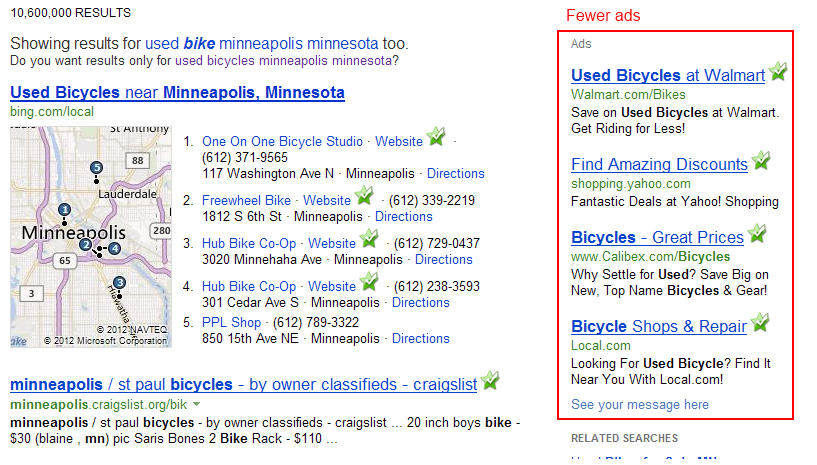 10,600,000 RESULTS
Showing results for used bike minneapolis minnesota too.
Do you want results only for used bicycles minneapolis minnesota?
Used Bicycles near Minneapolis, Minnesota
bing.com/local
St Anthony
88
5
Lauderdale
1
Minneapolis
280
2
4
65
3
3
Hiawatha
© 2012 NAVTEQ
© 2012 Microsoft Corporation
1. One On One Bicycle Studio · Website ·
(612) 371-9565
117 Washington Ave N · Minneapolis · Directions
2. Freewheel Bike · Website · (612) 339-2219
1812 S 6th St · Minneapolis · Directions
3. Hub Bike Co-Op · Website · (612) 729-0437
3020 Minnehaha Ave · Minneapolis · Directions
4. Hub Bike Co-Op · Website · (612) 238-3593
301 Cedar Ave S · Minneapolis · Directions
5. PPL Shop · (612) 789-3322
850 15th Ave NE · Minneapolis · Directions
minneapolis / st paul bicycles - by owner classifieds - craigslist
minneapolis.craigslist.org/bik
minneapolis / st paul bicycles - by owner classifieds - craigslist ... 20 inch boys bike -
$30 (blaine , mn) pic Saris Bones 2 Bike Rack - $110 ...
Fewer ads
Ads
Used Bicycles at Walmart
Walmart.com/Bikes
Save on Used Bicycles at Walmart.
Get Riding for Less!
Find Amazing Discounts
shopping.yahoo.com
Fantastic Deals at Yahoo! Shopping
Bicycles - Great Prices
www.Calibex.com/Bicycles
Why Settle for Used? Save Big on
New, Top Name Bicycles & Gear!
Bicycle Shops & Repair
Local.com
Looking For Used Bicycle? Find It
Near You With Local.com!
See your message here
RELATED SEARCHES